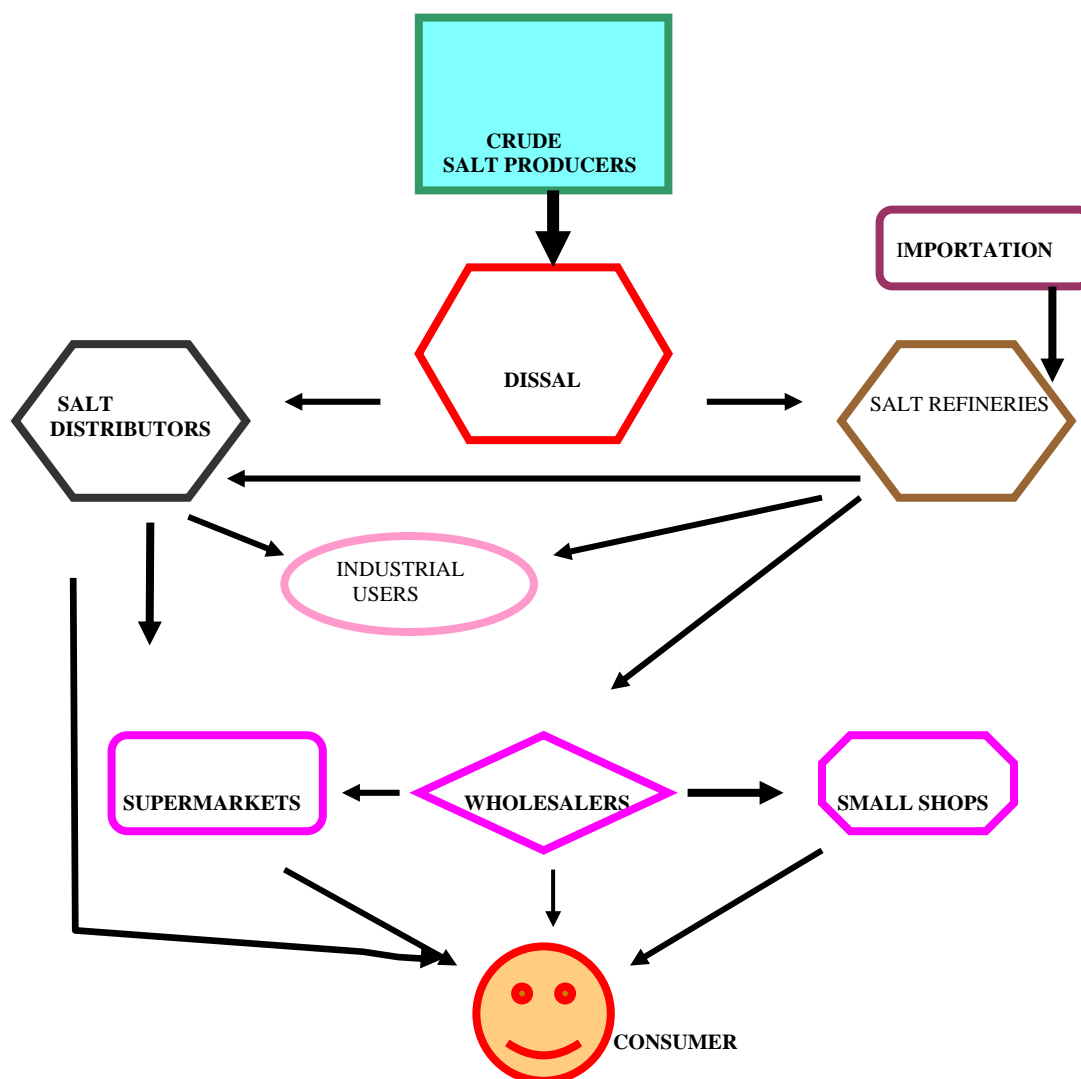 CRUDE
SALT PRODUCERS
IMPORTATION
DISSAL
SALT
DISTRIBUTORS
SALT REFINERIES
INDUSTRIAL
USERS
SUPERMARKETS
WHOLESALERS
SMALL SHOPS
CONSUMER